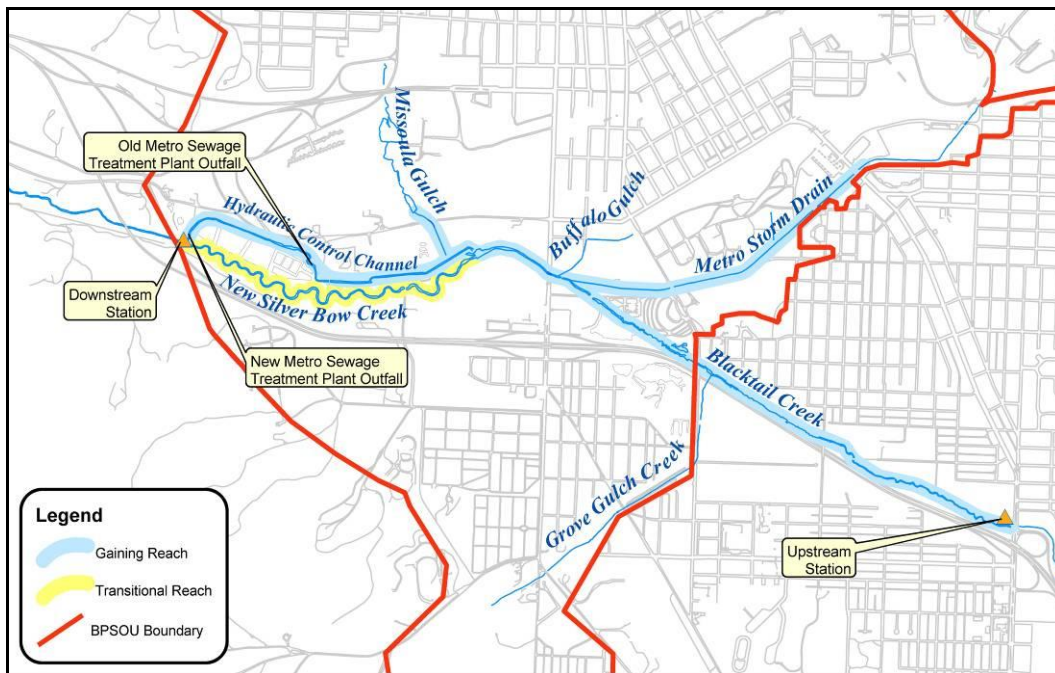 Old Metro Sewage
Treatment Plant Outfall
Missoula Gulch
Buffalo Gulch
Metro Storm Drain
Hydraulic Control Channel
New Silver Bow Creek
Downstream
Station
New Metro Sewage
Treatment Plant Outfall
Blacktail Creek
Grove Gulch Creek
Upstream
Station
Legend
Gaining Reach
Transitional Reach
BPSOU Boundary